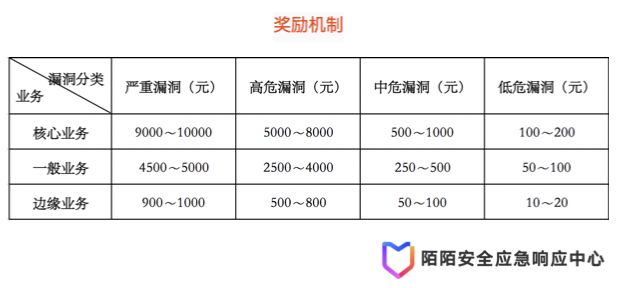 奖励机制
漏洞分类
业务
严重漏洞（元） 高危漏洞（元） 中危漏洞（元） 低危漏洞（元）
核心业务 9000～10000 5000～8000 500～1000 100～200
一般业务 4500～5000 2500～4000 250～500 50～100
边缘业务 900～1000 500～800 50～100 10～20
陌陌安全应急响应中心